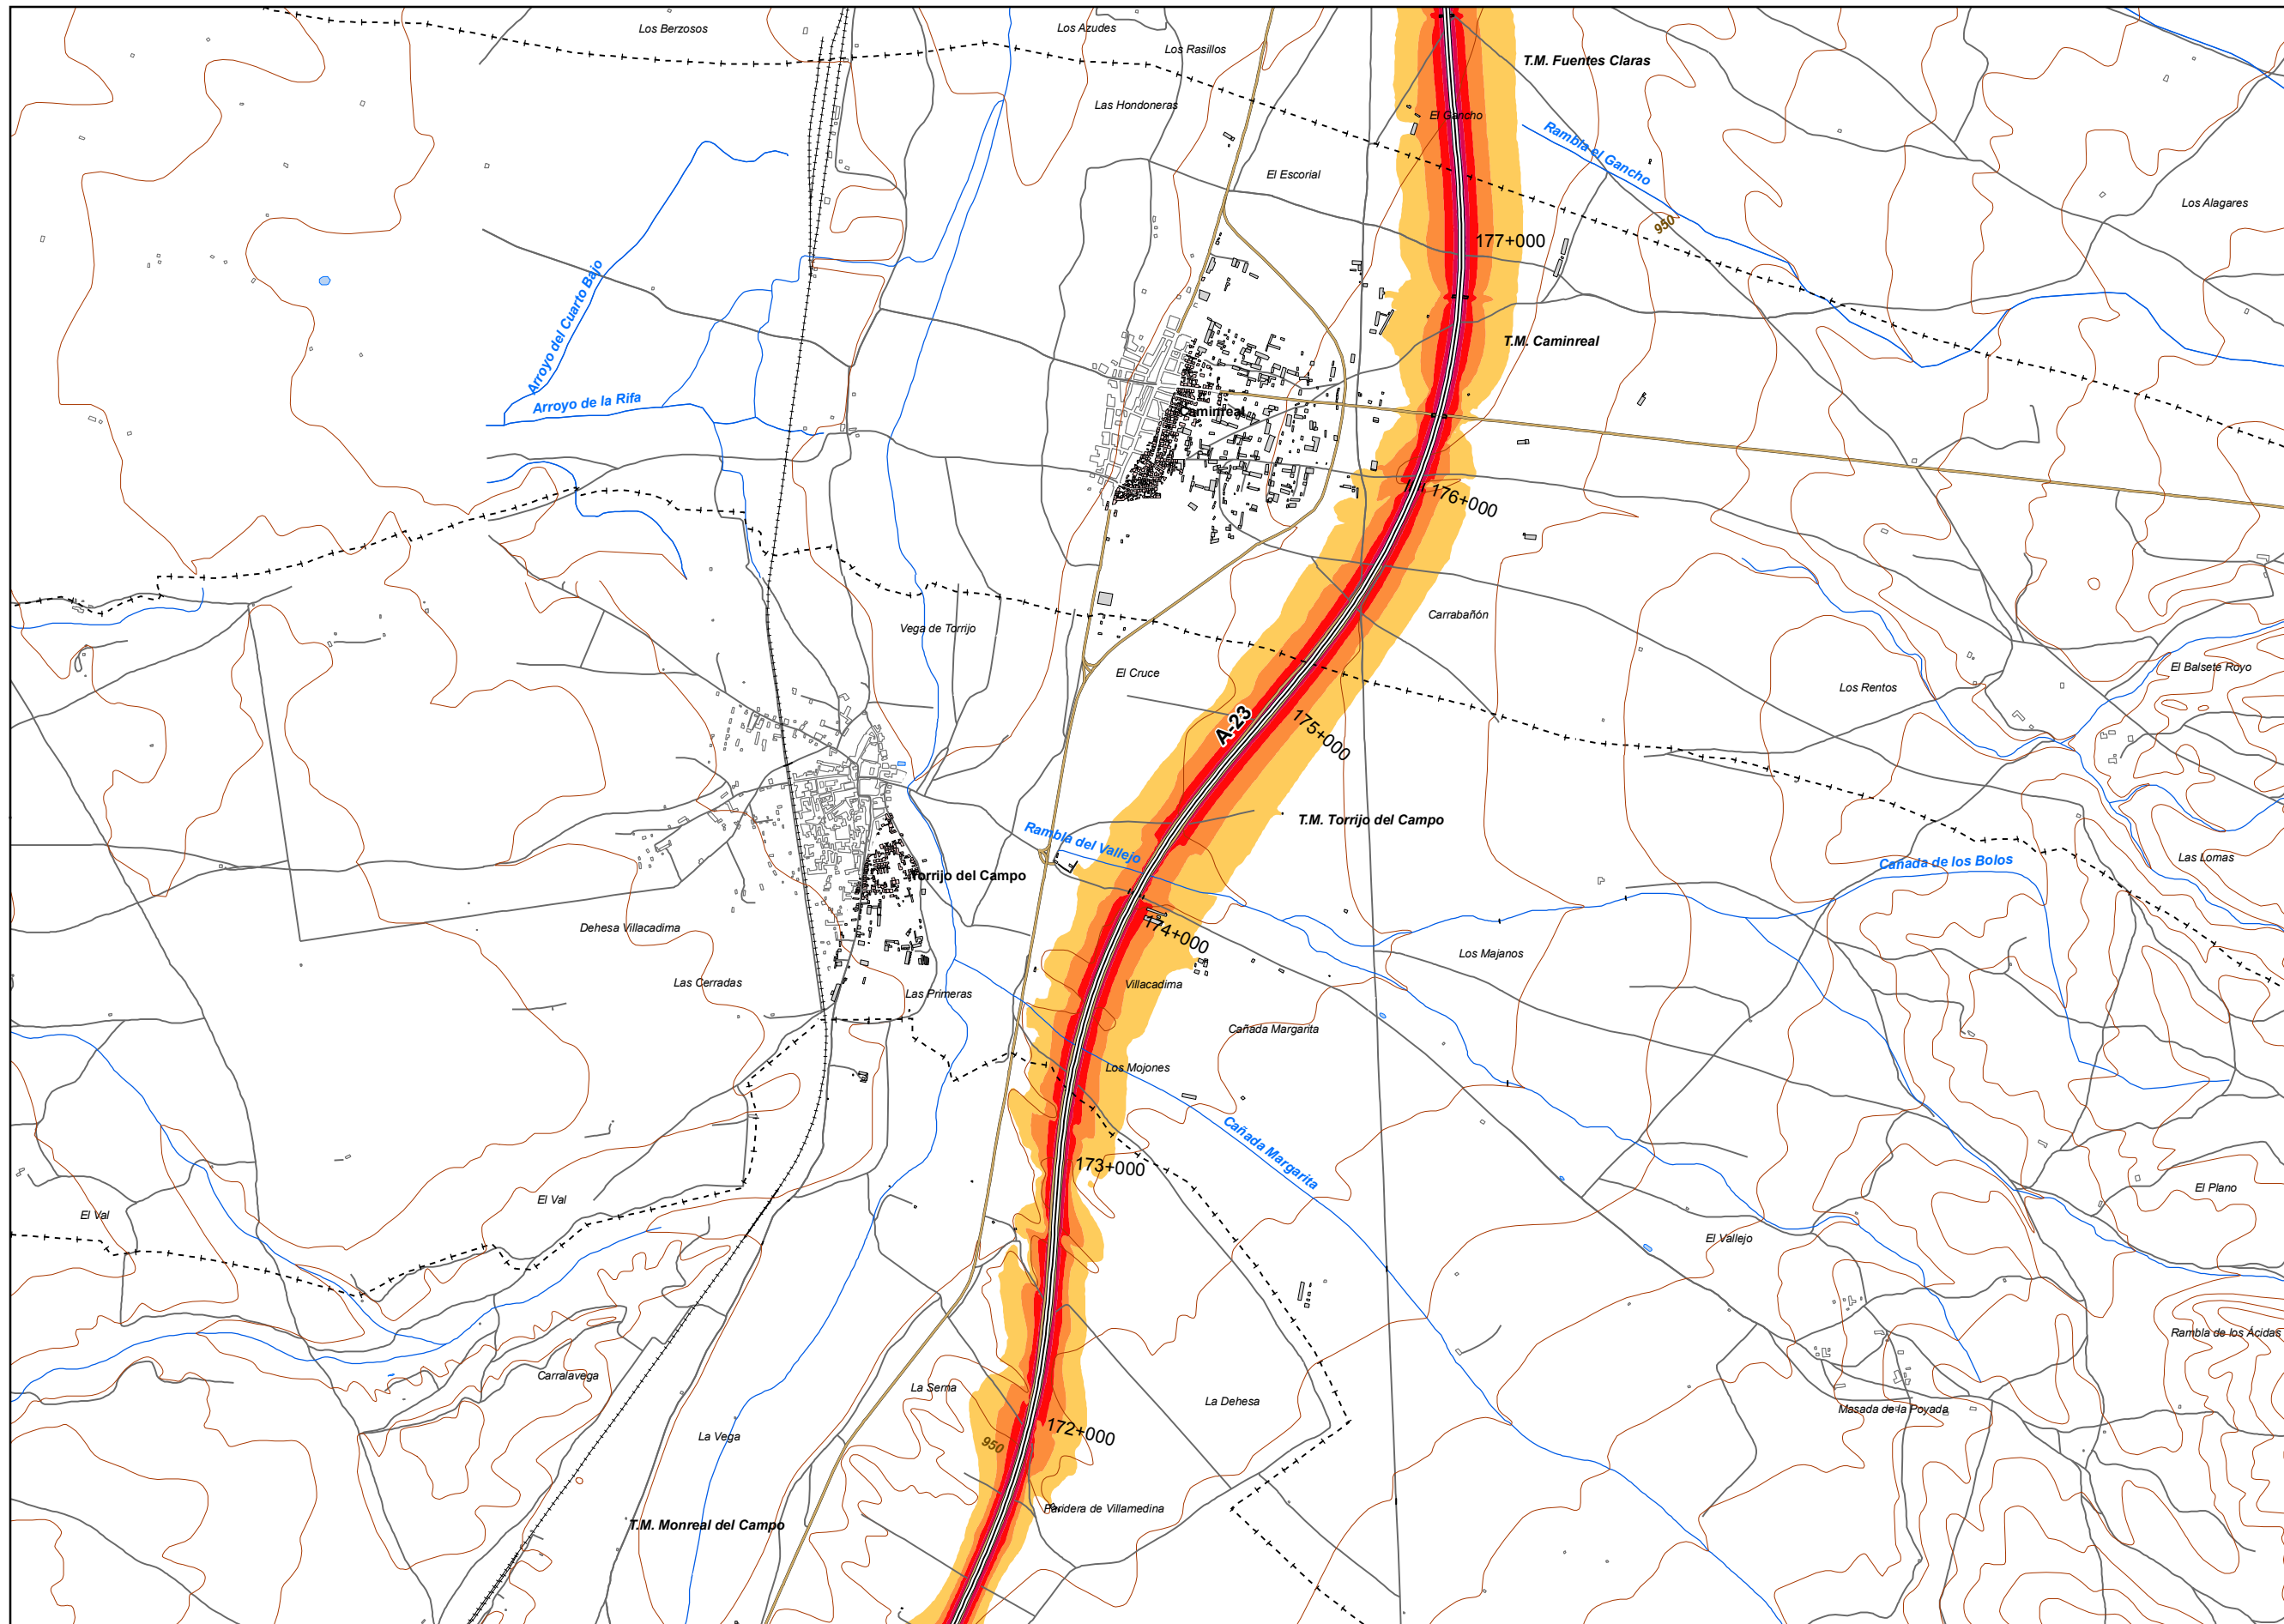 Los Berzosos
Los Azudes
Los Rasillos
T.M. Fuentes Claras
Las Hondoneras
El Gancho
Rambla el Gancho
El Escorial
Los Alagares
950
177+000
Arroyo del Cuarto Bajo
T.M. Caminreal
Arroyo de la Rifa
Caminreal
176+000
Carrabañón
Vega de Torrijo
El Cruce
El Balsete Royo
Los Rentos
A-23
175+000
T.M. Torrijo del Campo
Rambla del Vallejo
Cañada de los Bolos
Las Lomas
Torrijo del Campo
Dehesa Villacadima
174+000
Los Majanos
Las Cerradas
Las Primeras
Villacadima
Cañada Margarita
Los Mojones
Cañada Margarita
173+000
El Val
El Val
El Plano
El Vallejo
Rambla de los Ácidas
Carralavega
La Serna
La Dehesa
Masada de la Poyada
172+000
La Vega
950
Paridera de Villamedina
T.M. Monreal del Campo